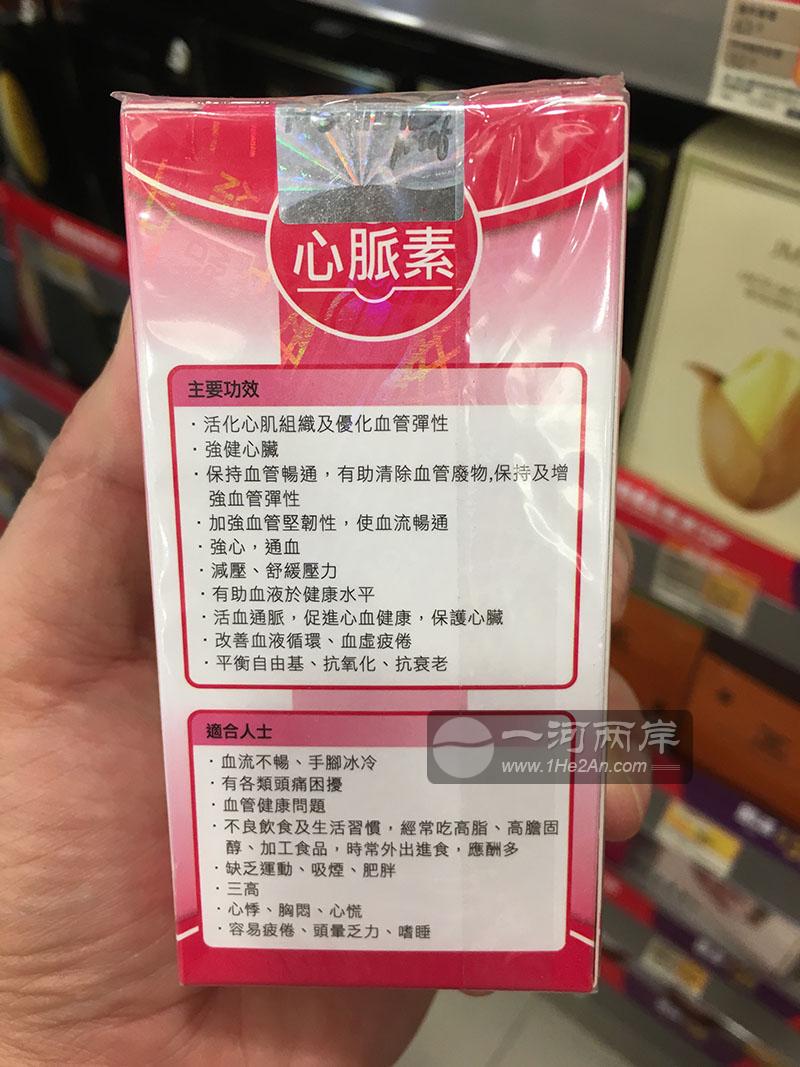 心脈素
主要功效
·活化心肌組織及優化血管彈性
·強健心臟
·保持血管暢通，有助清除血管廢物,保持及增
強血管彈性
·加強血管堅韌性，使血流暢通
·強心，通血
·減壓、舒緩壓力
·有助血液於健康水平
·活血通脈，促進心血健康，保護心臟
·改善血液循環、血虛疲倦
·平衡自由基、抗氧化、抗衰老
適合人士
·血流不暢、手腳冰冷
·有各類頭痛困擾
·血管健康問題
·不良飲食及生活習慣，經常吃高脂、高膽固
醇、加工食品，時常外出進食，應酬多
·缺乏運動、吸煙、肥胖
·三高
·心悸、胸悶、心慌
·容易疲倦、頭暈乏力、嗜睡
一河两岸
www.1He2An.com